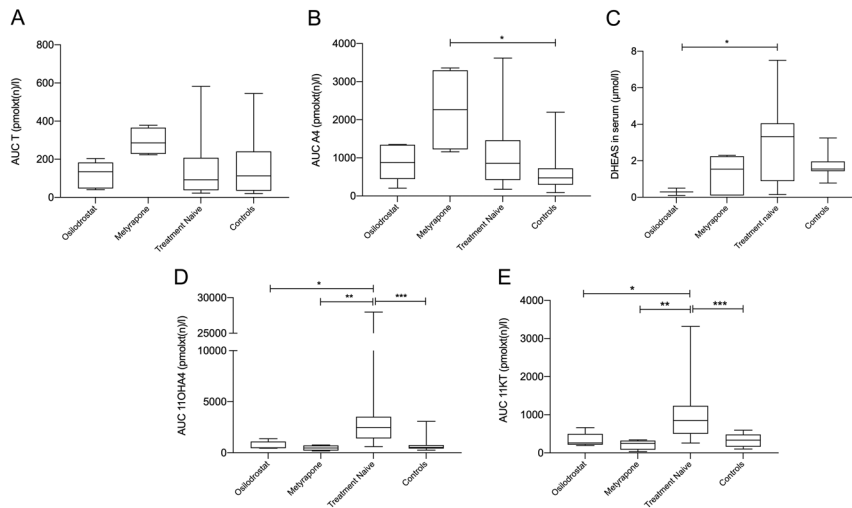 A
AUC T (pmolxt(n)/l)
800
600
400
200
0
Osilodrostat
Metyrapone
Treatment Naive
Controls
B
AUC A4 (pmolxt(n)/l)
4000
3000
2000
1000
0
*
Osilodrostat
Metyrapone
Treatment Naive
Controls
C
DHEAS in serum (µmol/l)
8
6
4
2
0
*
Osilodrostat
Metyrapone
Treatment naive
Controls
D
AUC 11OHA4 (pmolxt(n)/l)
30000
25000
10000
5000
0
*
**
***
Osilodrostat
Metyrapone
Treatment Naive
Controls
E
AUC 11KT (pmolxt(n)/l)
4000
3000
2000
1000
0
*
**
***
Osilodrostat
Metyrapone
Treatment Naive
Controls